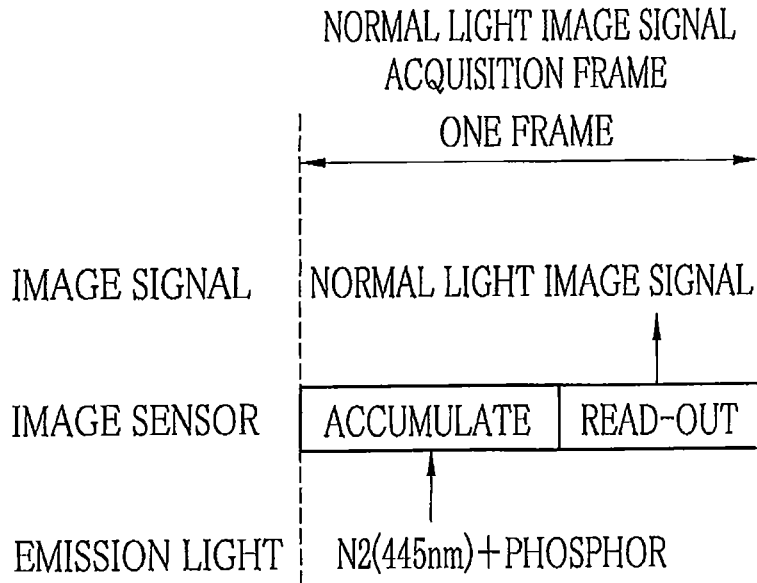 NORMAL LIGHT IMAGE SIGNAL
ACQUISITION FRAME
ONE FRAME
IMAGE SIGNAL NORMAL LIGHT IMAGE SIGNAL
IMAGE SENSOR ACCUMULATE READ-OUT
EMISSION LIGHT N2(445nm)+PHOSPHOR